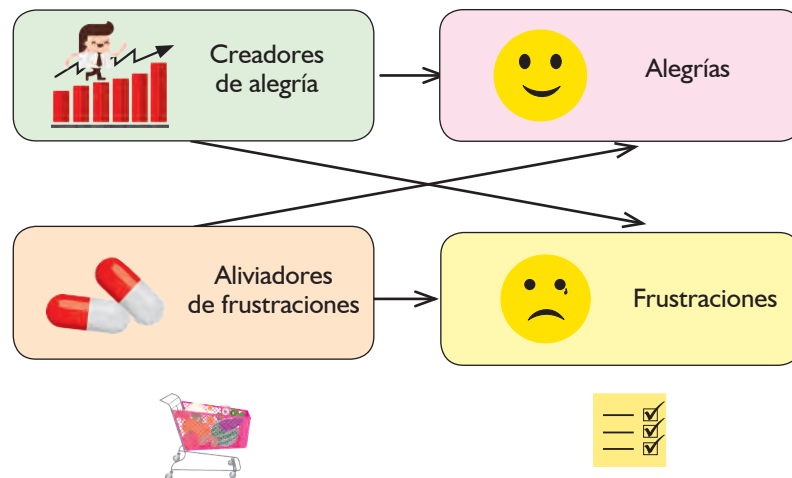 Creadores
de alegría
Alegrías
Aliviadores
de frustraciones
Frustraciones